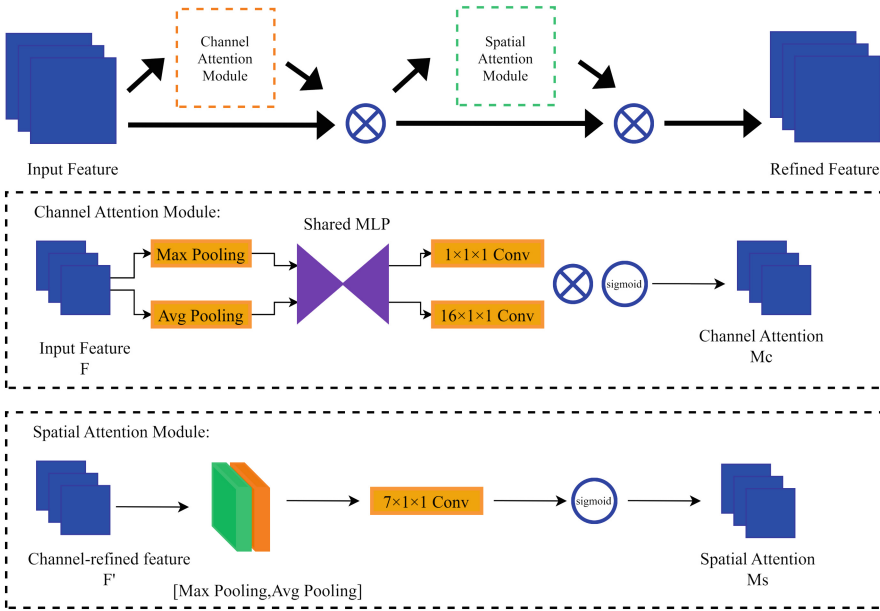 Channel
Attention
Module
Spatial
Attention
Module
Input Feature
Refined Feature
Channel Attention Module:
Shared MLP
Max Pooling
1×1×1 Conv
Avg Pooling
16×1×1 Conv
sigmoid
Input Feature
F
Channel Attention
Mc
Spatial Attention Module:
7×1×1 Conv
sigmoid
Channel-refined feature
F'
[Max Pooling,Avg Pooling]
Spatial Attention
Ms